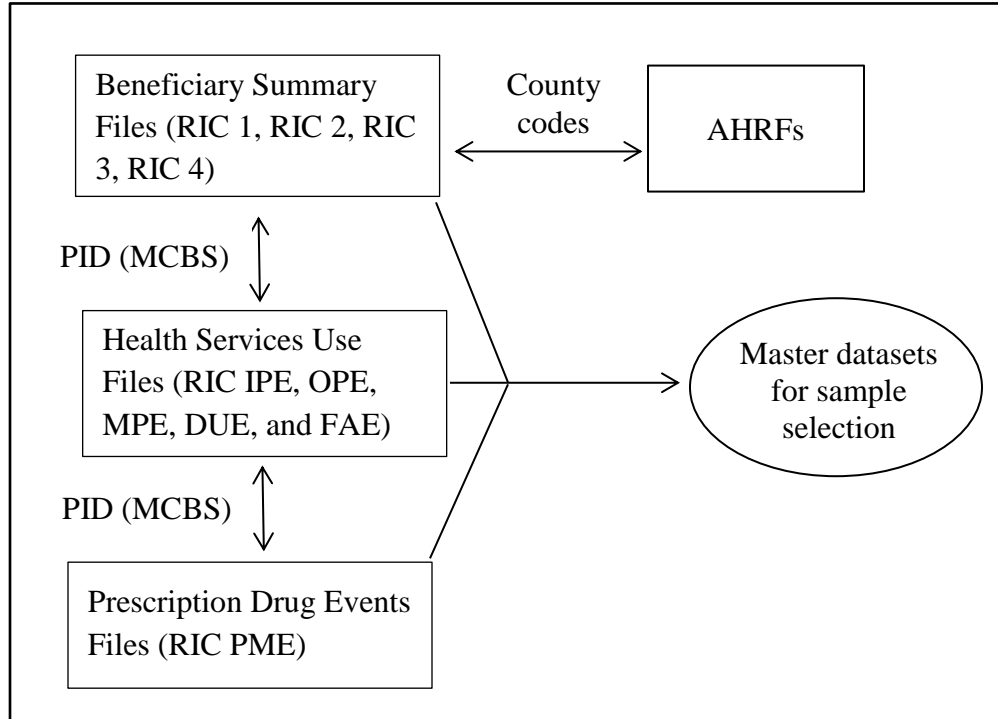 Beneficiary Summary
Files (RIC 1, RIC 2, RIC
3, RIC 4)
County
codes
AHRFs
PID (MCBS)
Health Services Use
Files (RIC IPE, OPE,
MPE, DUE, and FAE)
Master datasets
for sample
selection
PID (MCBS)
Prescription Drug Events
Files (RIC PME)